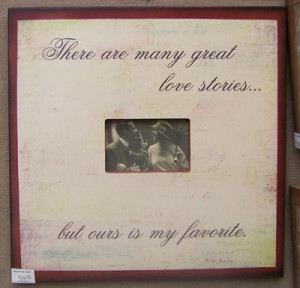 There are many great
love stories...
but ours is my favorite.